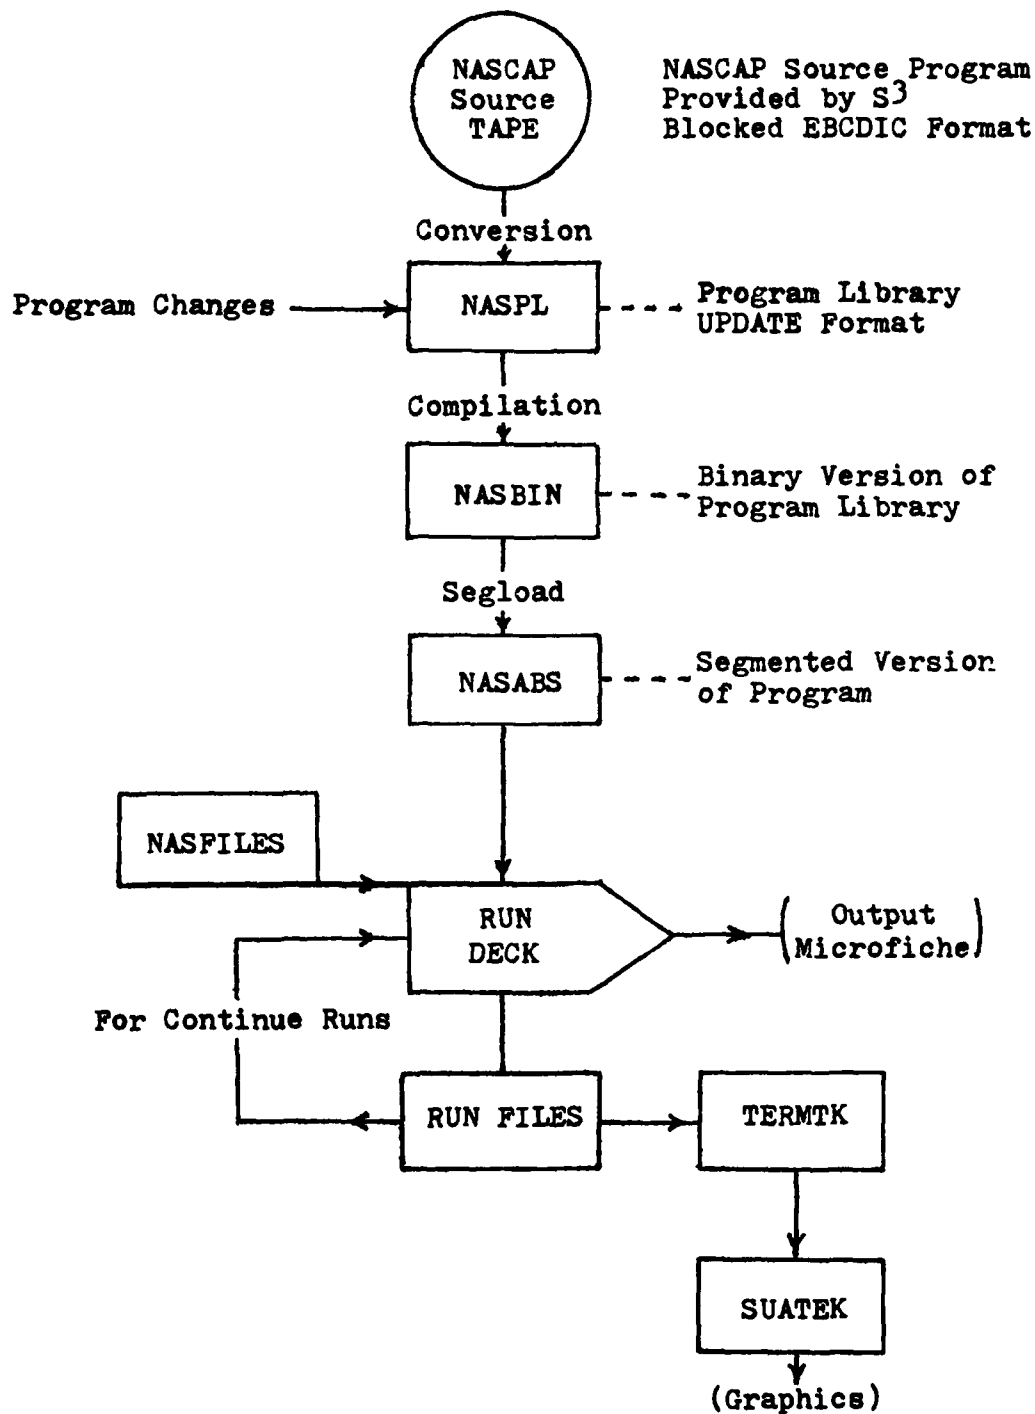 NASCAP
Source
TAPE
NASCAP Source Program
Provided by S3
Blocked EBCDIC Format
Conversion
Program Changes
NASPL
Program Library
UPDATE Format
Compilation
NASBIN
Binary Version of
Program Library
Segload
NASABS
Segmented Version
of Program
NASFILES
RUN
DECK
(Output
Microfiche)
For Continue Runs
RUN FILES
TERMTK
SUATEK
(Graphics)